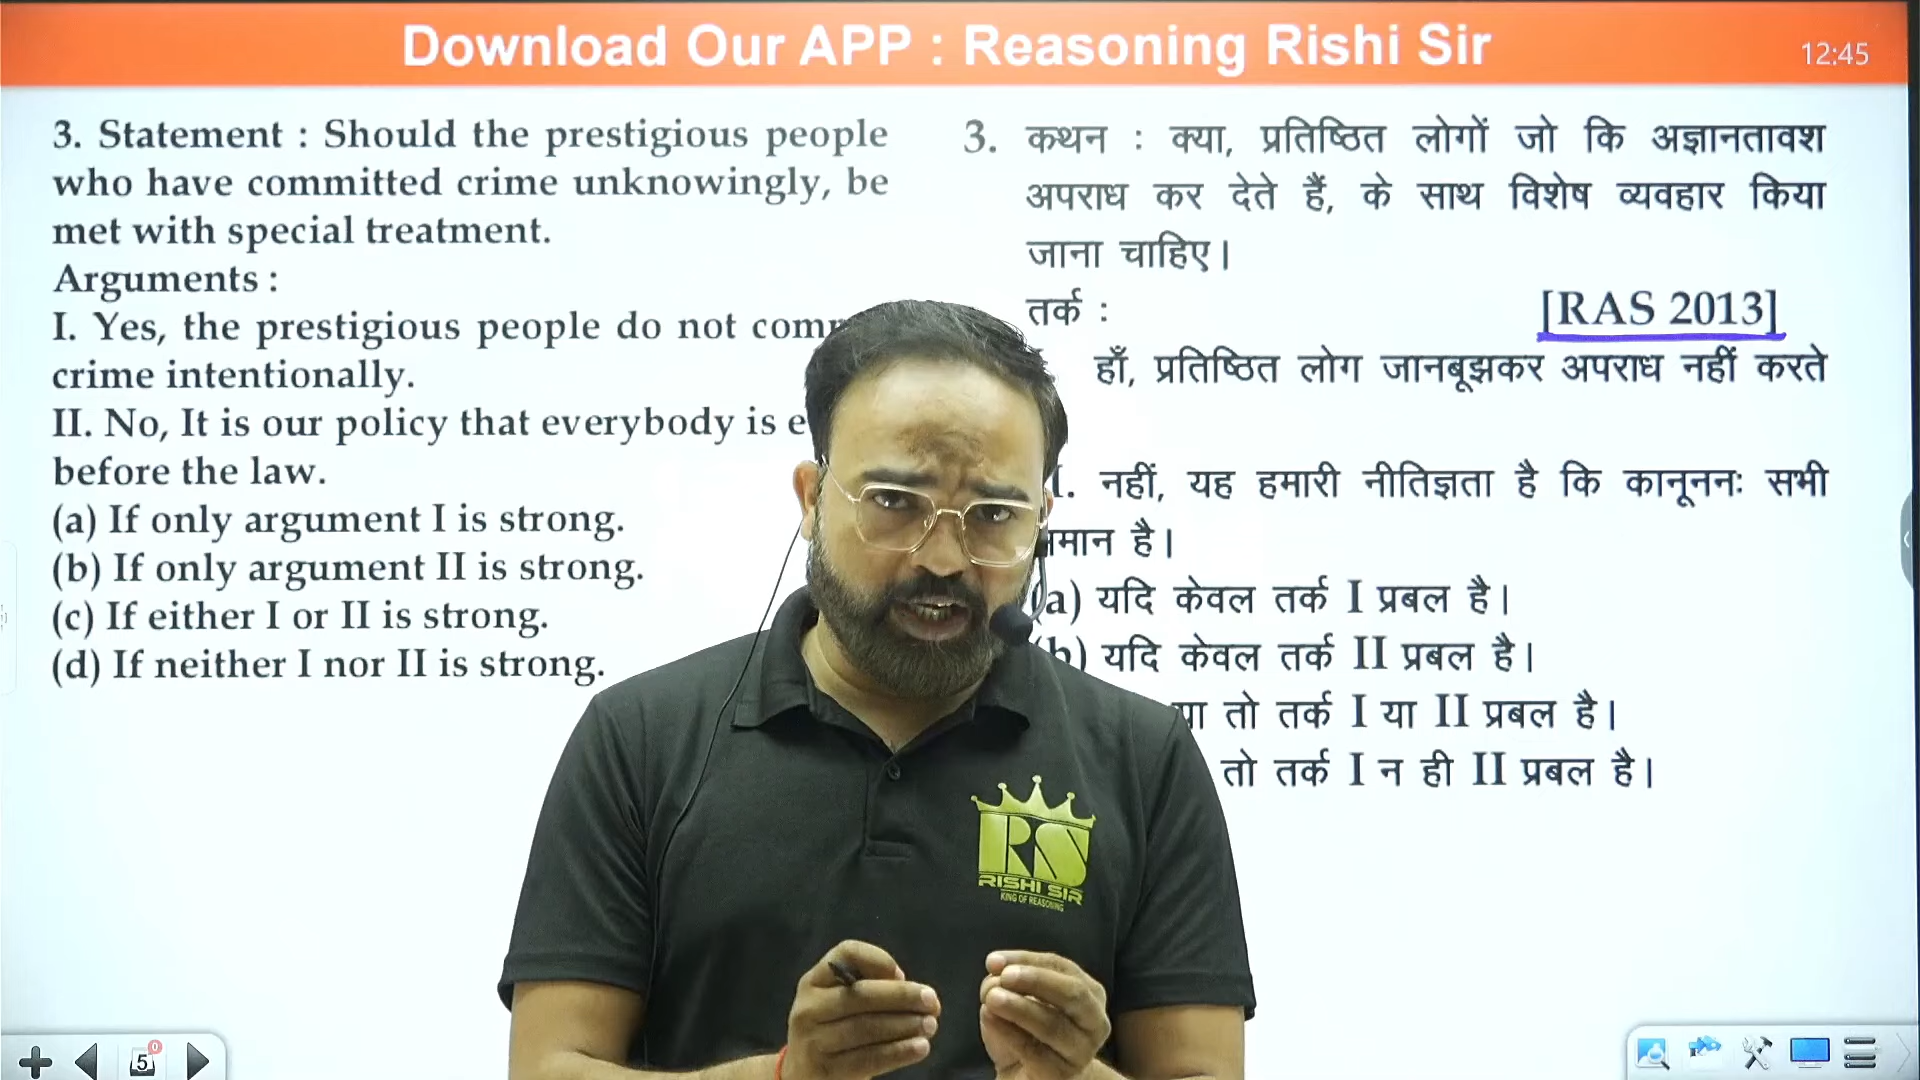 Download Our APP : Reasoning Rishi Sir
12:45
3. Statement : Should the prestigious people
who have committed crime unknowingly, be
met with special treatment.
Arguments :
I. Yes, the prestigious people do not
crime intentionally.
II. No, It is our policy that everybody is
before the law.
(a) If only argument I is strong.
(b) If only argument II is strong.
(c) If either I or II is strong.
(d) If neither I nor II is strong.
3. कथन : क्या, प्रतिष्ठित लोगों जो कि अज्ञानतावश
अपराध कर देते हैं, के साथ विशेष व्यवहार किया
जाना चाहिए।
तर्क :
[RAS 2013]
हाँ, प्रतिष्ठित लोग जानबूझकर अपराध नहीं करते
नहीं, यह हमारी नीतिज्ञता है कि कानूननः सभी
है।
(a) यदि केवल तर्क I प्रबल है।
(b) यदि केवल तर्क II प्रबल है।
तो तर्क I या II प्रबल है।
तो तर्क I न ही II प्रबल है।
RS
RISHI SIR
KING OF REASONING
5
0